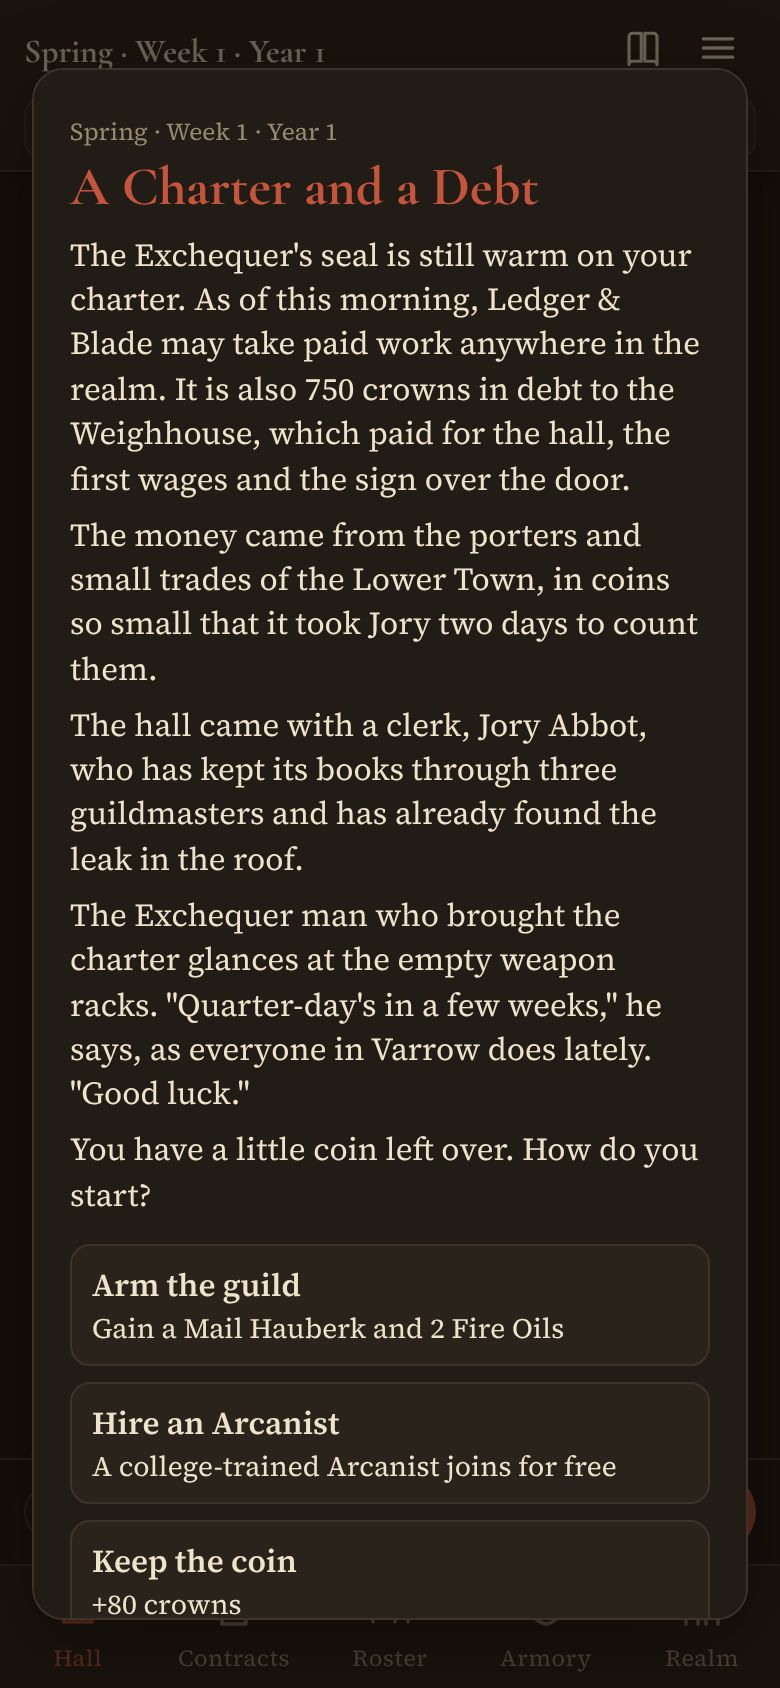 Spring · Week 1 · Year 1
Spring · Week 1 · Year 1
A Charter and a Debt
The Exchequer's seal is still warm on your
charter. As of this morning, Ledger &
Blade may take paid work anywhere in the
realm. It is also 750 crowns in debt to the
Weighhouse, which paid for the hall, the
first wages and the sign over the door.
The money came from the porters and
small trades of the Lower Town, in coins
so small that it took Jory two days to count
them.
The hall came with a clerk, Jory Abbot,
who has kept its books through three
guildmasters and has already found the
leak in the roof.
The Exchequer man who brought the
charter glances at the empty weapon
racks. "Quarter-day's in a few weeks," he
says, as everyone in Varrow does lately.
"Good luck."
You have a little coin left over. How do you
start?
Arm the guild
Gain a Mail Hauberk and 2 Fire Oils
Hire an Arcanist
A college-trained Arcanist joins for free
Keep the coin
+80 crowns
Hall Contracts Roster Armory Realm